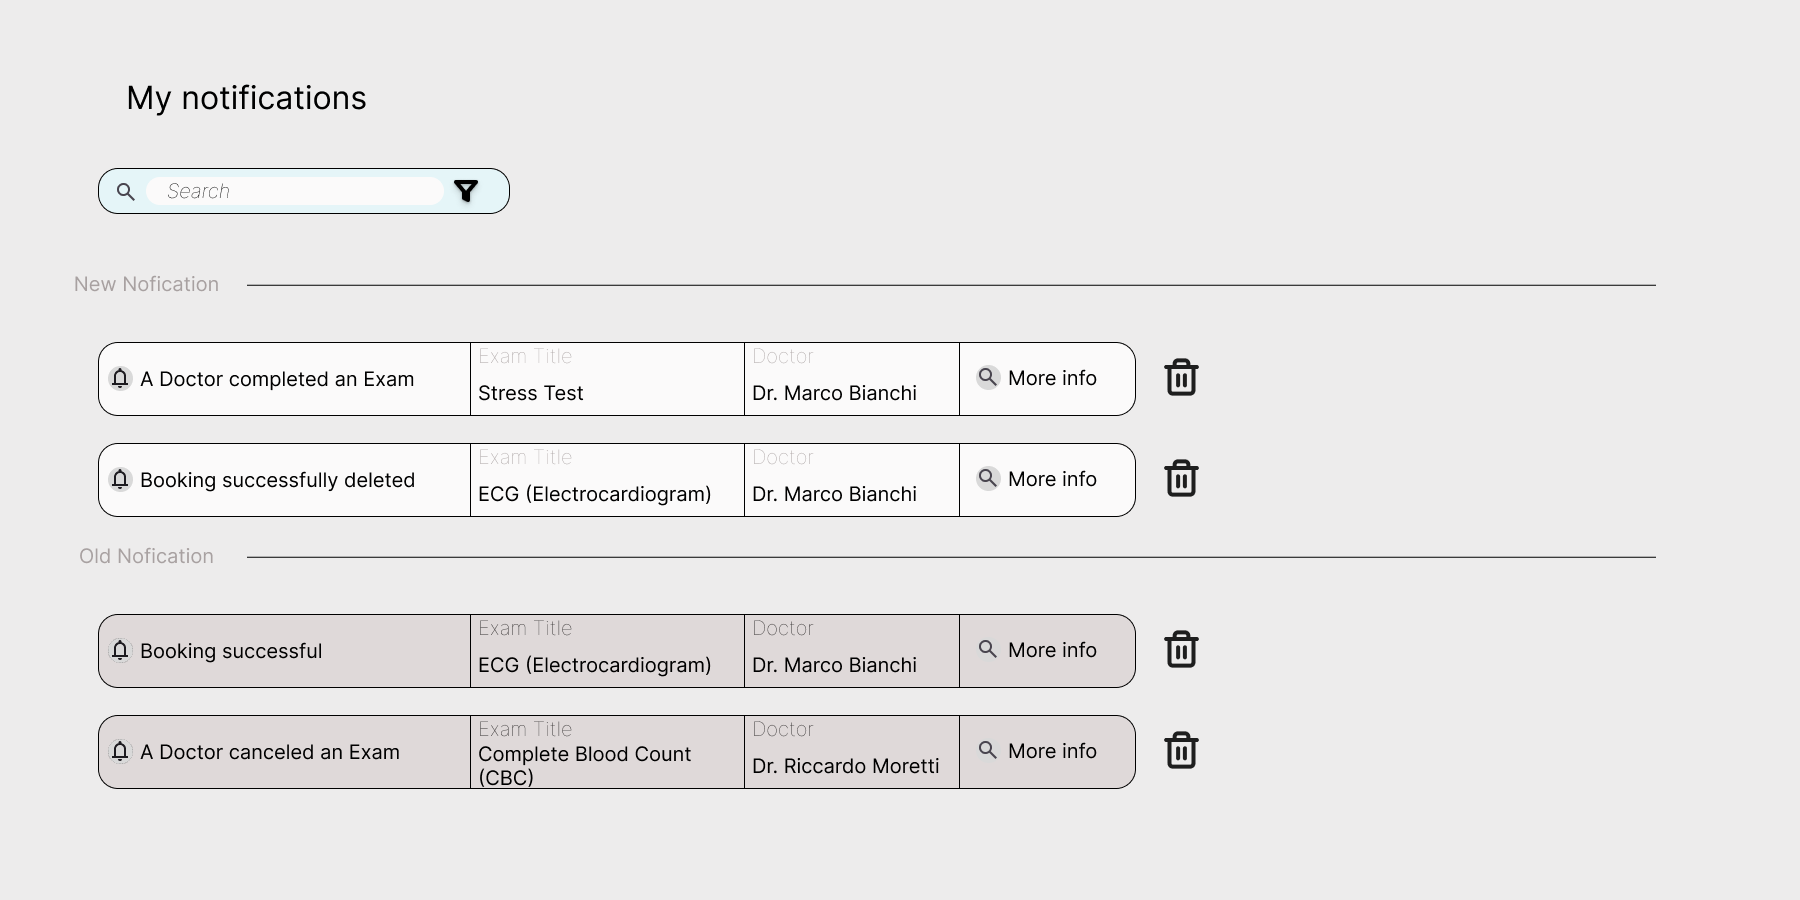 My notifications
Search
New Nofication
A Doctor completed an Exam
Exam Title
Stress Test
Doctor
Dr. Marco Bianchi
More info
Booking successfully deleted
Exam Title
ECG (Electrocardiogram)
Doctor
Dr. Marco Bianchi
More info
Old Nofication
Booking successful
Exam Title
ECG (Electrocardiogram)
Doctor
Dr. Marco Bianchi
More info
A Doctor canceled an Exam
Exam Title
Complete Blood Count
(CBC)
Doctor
Dr. Riccardo Moretti
More info